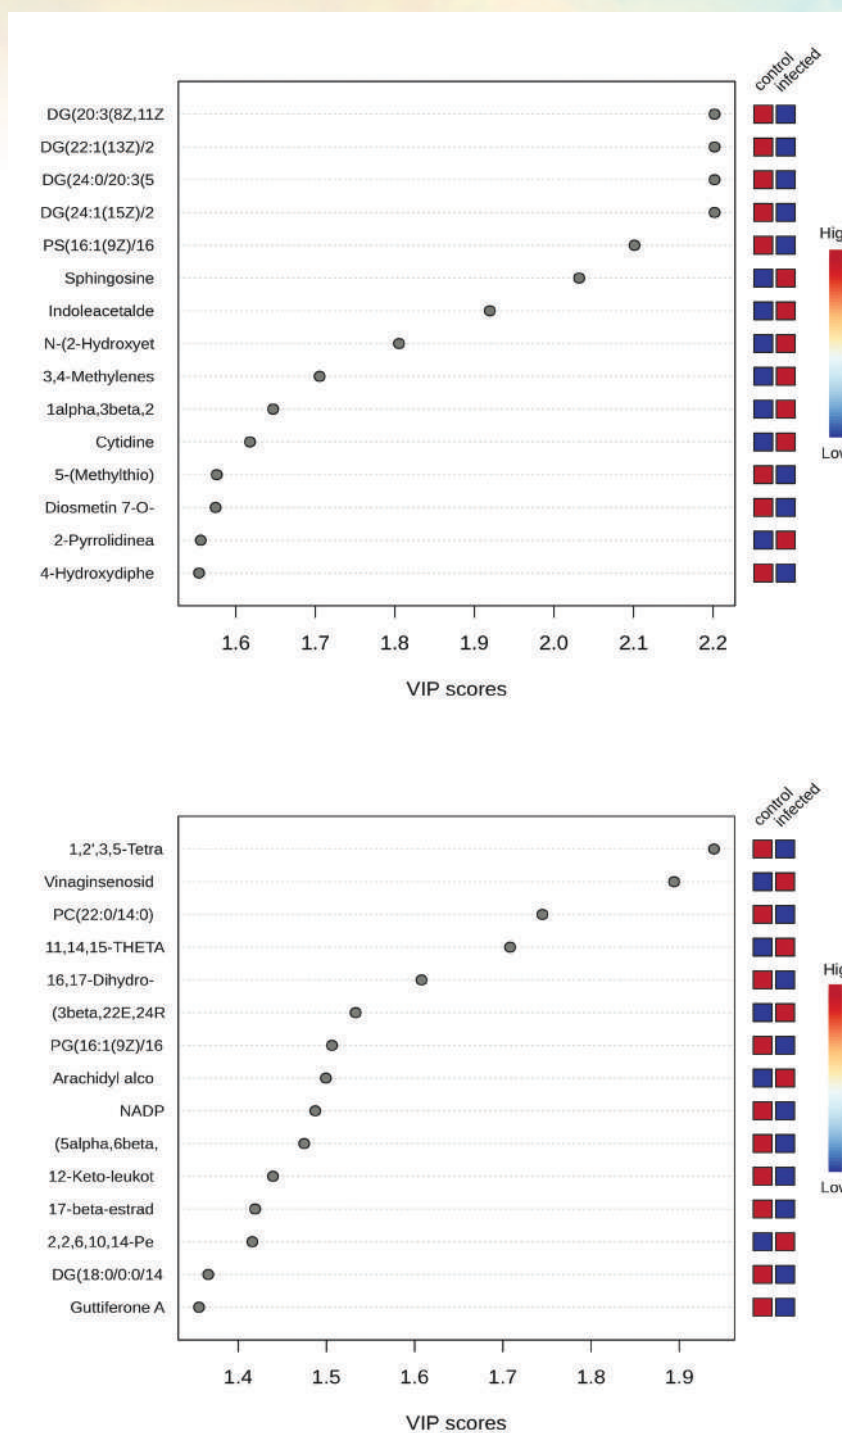 control
infected
DG(20:3(8Z,11Z
DG(22:1(13Z)/2
DG(24:0/20:3(5
DG(24:1(15Z)/2
PS(16:1(9Z)/16
Hig
Sphingosine
Indoleacetalde
N-(2-Hydroxyet
3,4-Methylenes
1alpha,3beta,2
Cytidine
Low
5-(Methylthio)
Diosmetin 7-O-
2-Pyrrolidinea
4-Hydroxydiphe
1.6 1.7 1.8 1.9 2.0 2.1 2.2
VIP scores
control
infected
1,2',3,5-Tetra
Vinaginsenosid
PC(22:0/14:0)
11,14,15-THETA
Hig
16,17-Dihydro-
(3beta,22E,24R
PG(16:1(9Z)/16
Arachidyl alco
NADP
(5alpha,6beta,
12-Keto-leukot
Low
17-beta-estrad
2,2,6,10,14-Pe
DG(18:0/0:0/14
Guttiferone A
1.4 1.5 1.6 1.7 1.8 1.9
VIP scores